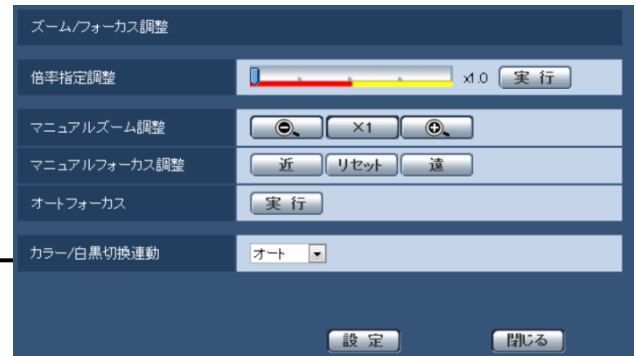 ズーム/フォーカス調整
倍率指定調整 x1.0 実 行
マニュアルズーム調整 ×1
マニュアルフォーカス調整 近 リセット 遠
オートフォーカス 実 行
カラー/白黒切換連動 オート
設 定 閉じる